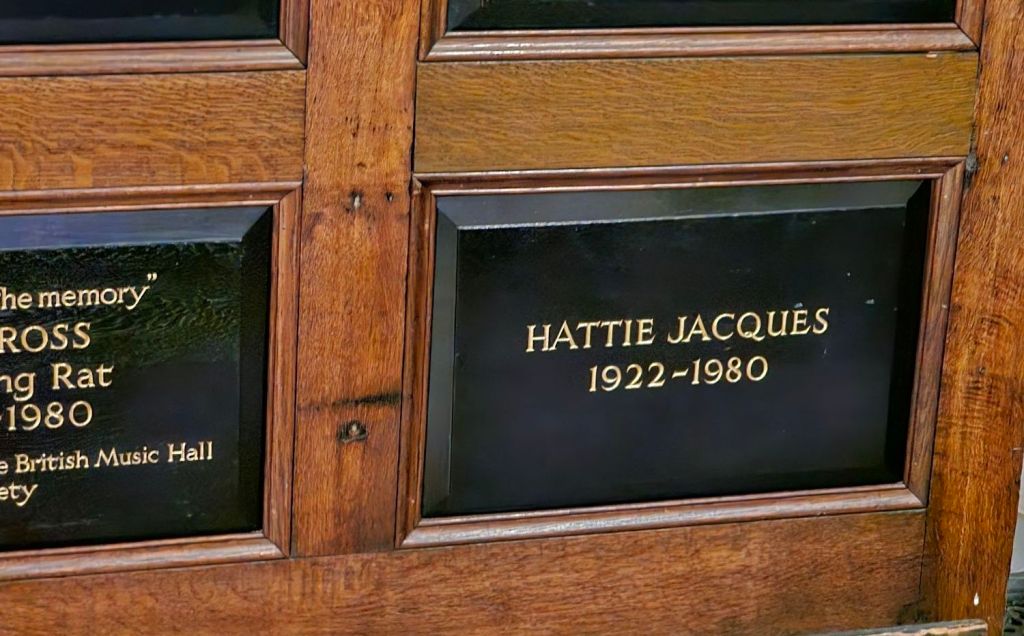 he memory”
ROSS
ng Rat
-1980
British Music Hall
ety
HATTIE JACQUES
1922-1980